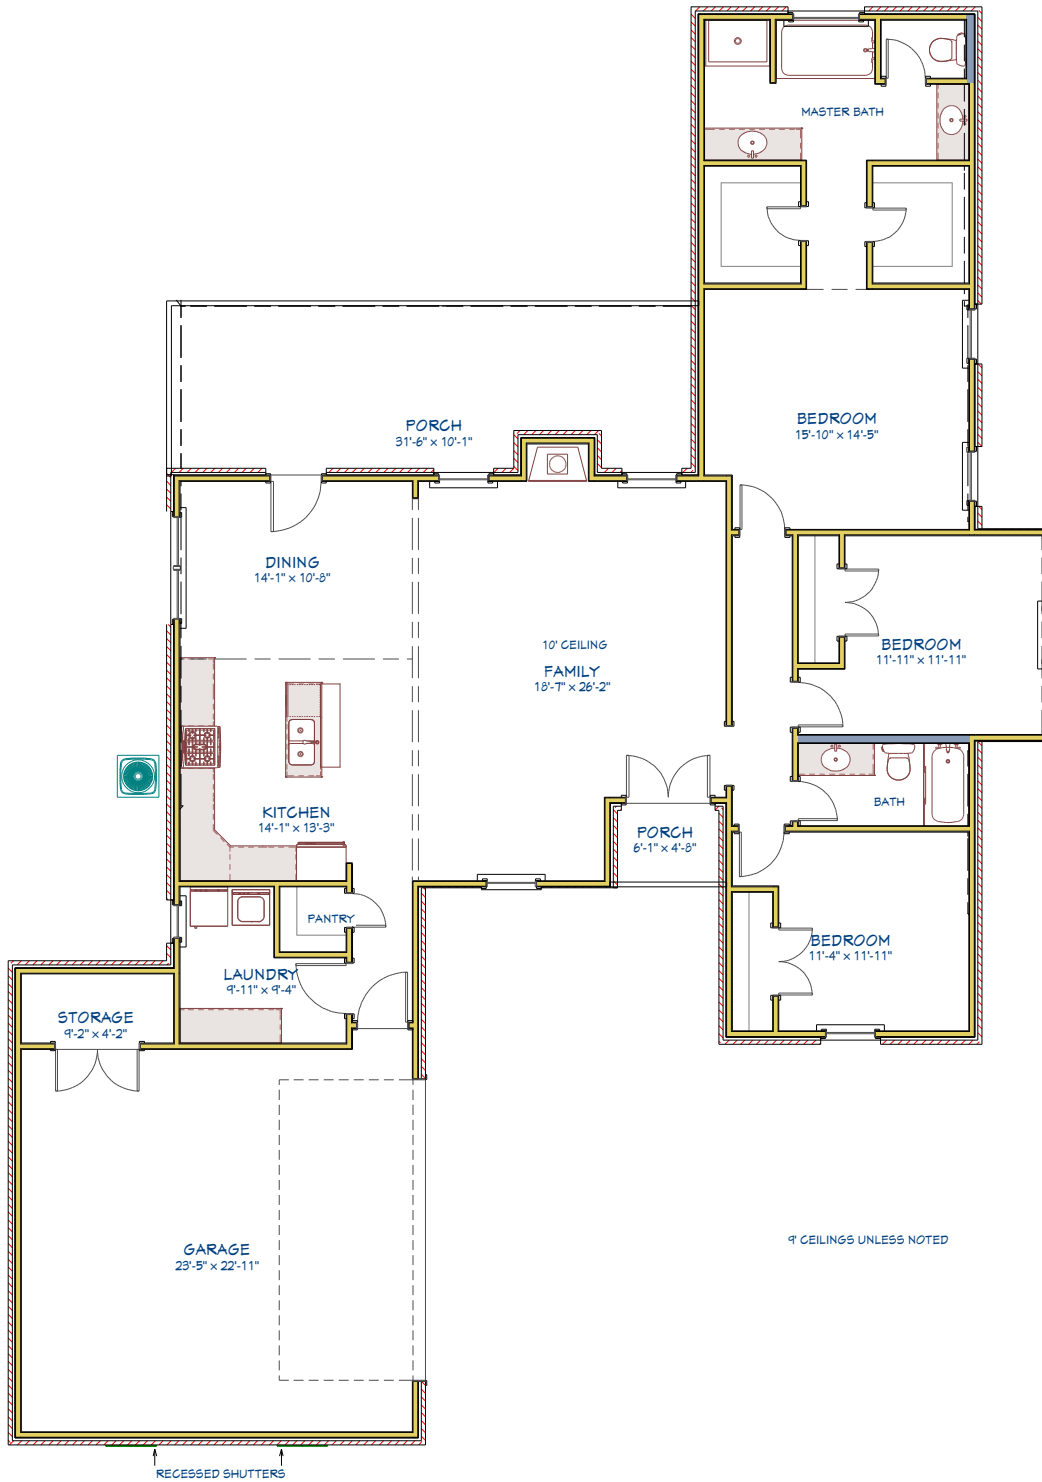 MASTER BATH
BEDROOM
15'-10" x 14'-5"
PORCH
31'-6" x 10'-1"
DINING
14'-1" x 10'-8"
10' CEILING
FAMILY
18'-7" x 26'-2"
BEDROOM
11'-11" x 11'-11"
KITCHEN
14'-1" x 13'-3"
BATH
PORCH
6'-1" x 4'-8"
PANTRY
BEDROOM
11'-4" x 11'-11"
LAUNDRY
9'-11" x 9'-4"
STORAGE
9'-2" x 4'-2"
GARAGE
23'-5" x 22'-11"
9' CEILINGS UNLESS NOTED
RECESSED SHUTTERS